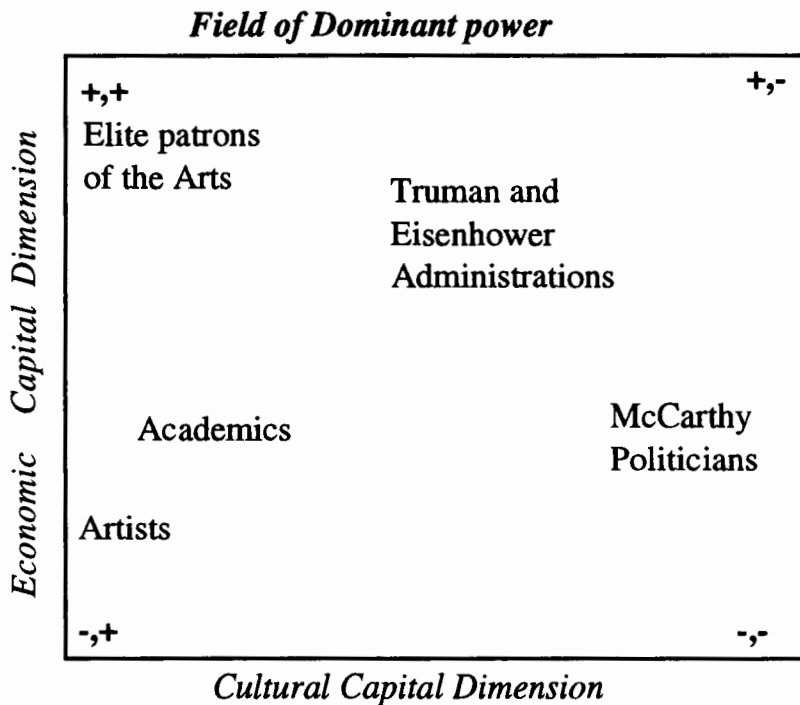 Field of Dominant power
+,+
+,-
Elite patrons
of the Arts
Truman and
Eisenhower
Administrations
Economic Capital Dimension
Academics
McCarthy
Politicians
Artists
-,+
-,-
Cultural Capital Dimension